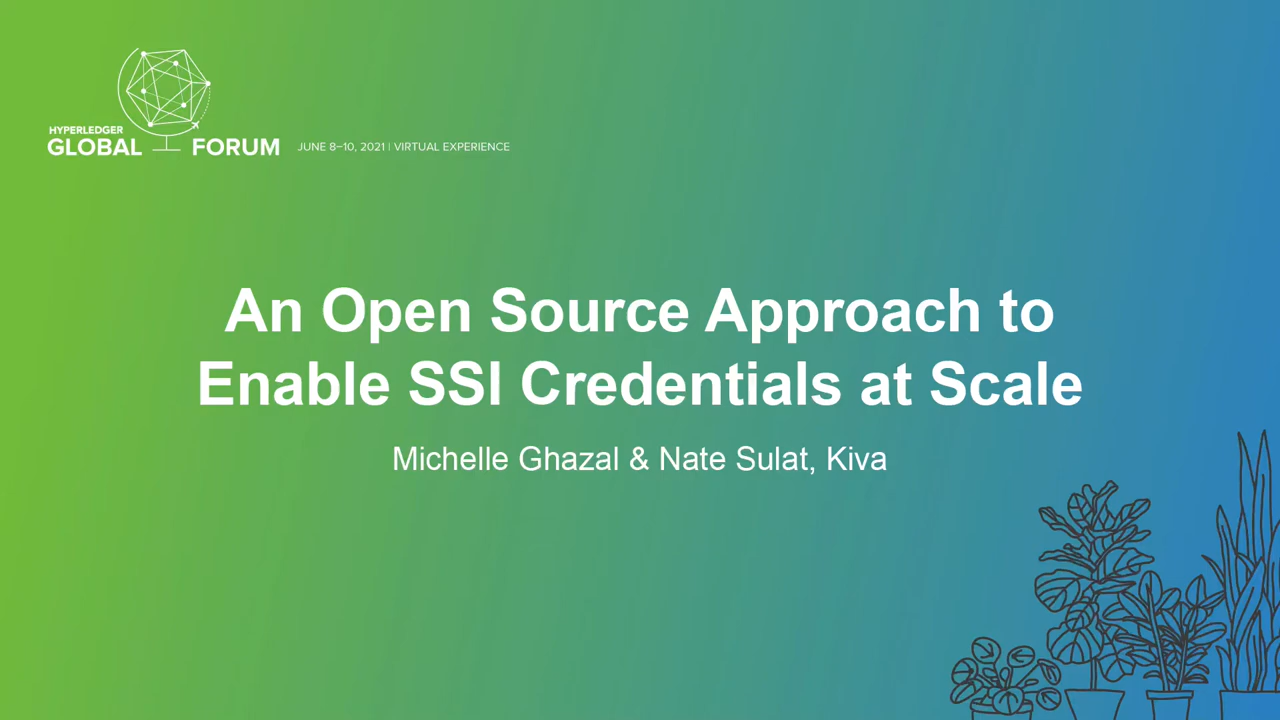 HYPERLEDGER
GLOBAL FORUM JUNE 8–10, 2021 | VIRTUAL EXPERIENCE
An Open Source Approach to
Enable SSI Credentials at Scale
Michelle Ghazal & Nate Sulat, Kiva